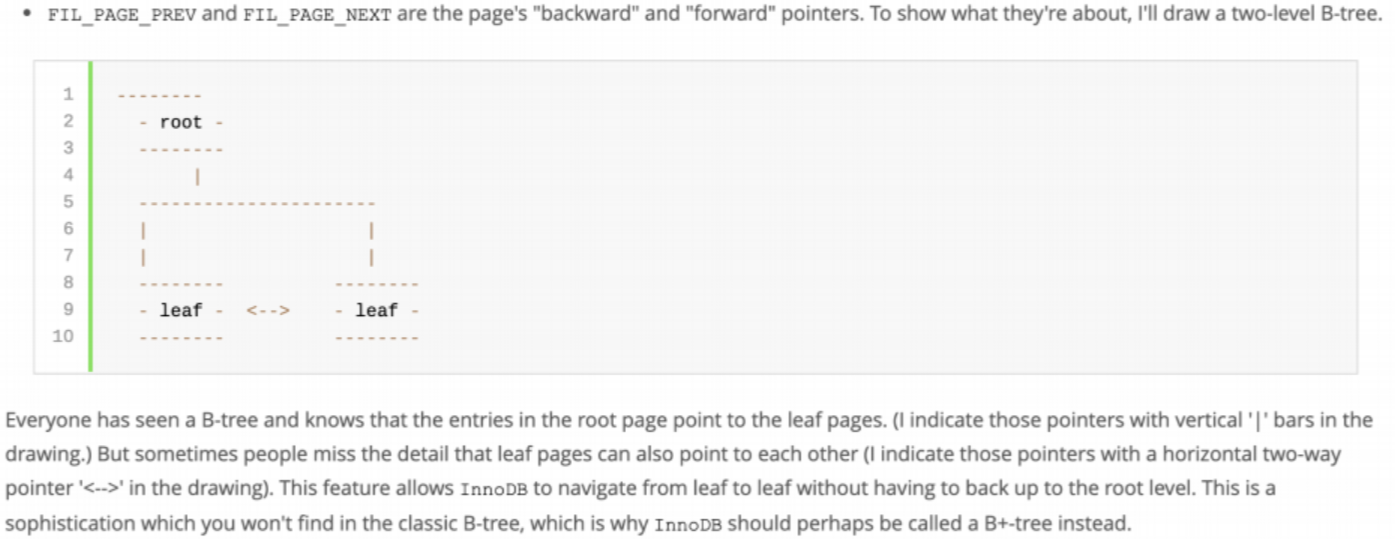 • FIL_PAGE_PREV and FIL_PAGE_NEXT are the page's "backward" and "forward" pointers. To show what they're about, I'll draw a two-level B-tree.
1   --------
2     - root -
3     --------
4          |
5     ----------------------
6     |                    |
7     |                    |
8     --------          --------
9     - leaf -  <-->    - leaf -
10    --------          --------
Everyone has seen a B-tree and knows that the entries in the root page point to the leaf pages. (I indicate those pointers with vertical '|' bars in the
drawing.) But sometimes people miss the detail that leaf pages can also point to each other (I indicate those pointers with a horizontal two-way
pointer '<-->' in the drawing). This feature allows InnoDB to navigate from leaf to leaf without having to back up to the root level. This is a
sophistication which you won't find in the classic B-tree, which is why InnoDB should perhaps be called a B+-tree instead.